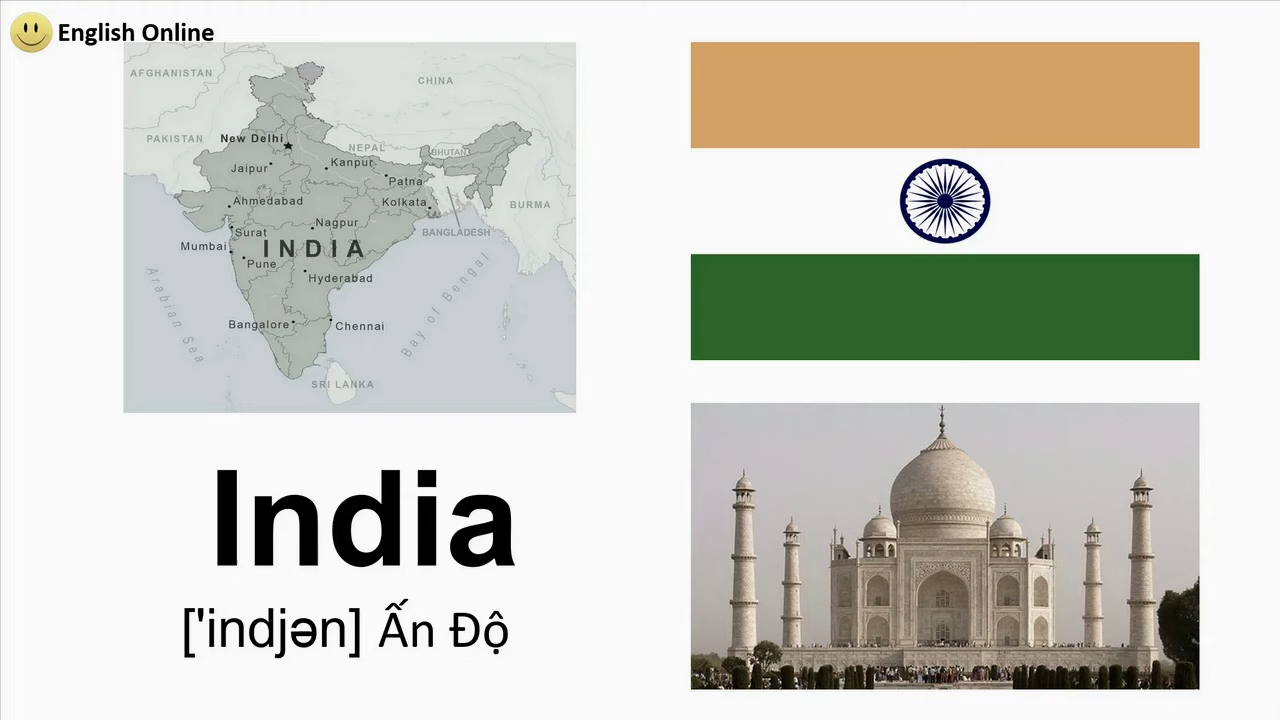 English Online
AFGHANISTAN
CHINA
PAKISTAN
New Delhi
NEPAL
BHUTAN
Jaipur
Kanpur
Patna
Ahmedabad
Kolkata
BURMA
Surat
Nagpur
BANGLADESH
Mumbai
INDIA
Pune
Hyderabad
Arabian Sea
Bay of Bengal
Bangalore
Chennai
SRI LANKA
India
['indjən] Ấn Độ